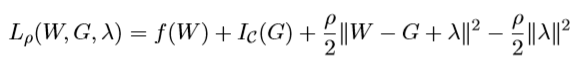 L_ρ(W, G, λ) = f(W) + I_𝒞(G) + ρ/2 ‖W − G + λ‖² − ρ/2 ‖λ‖²